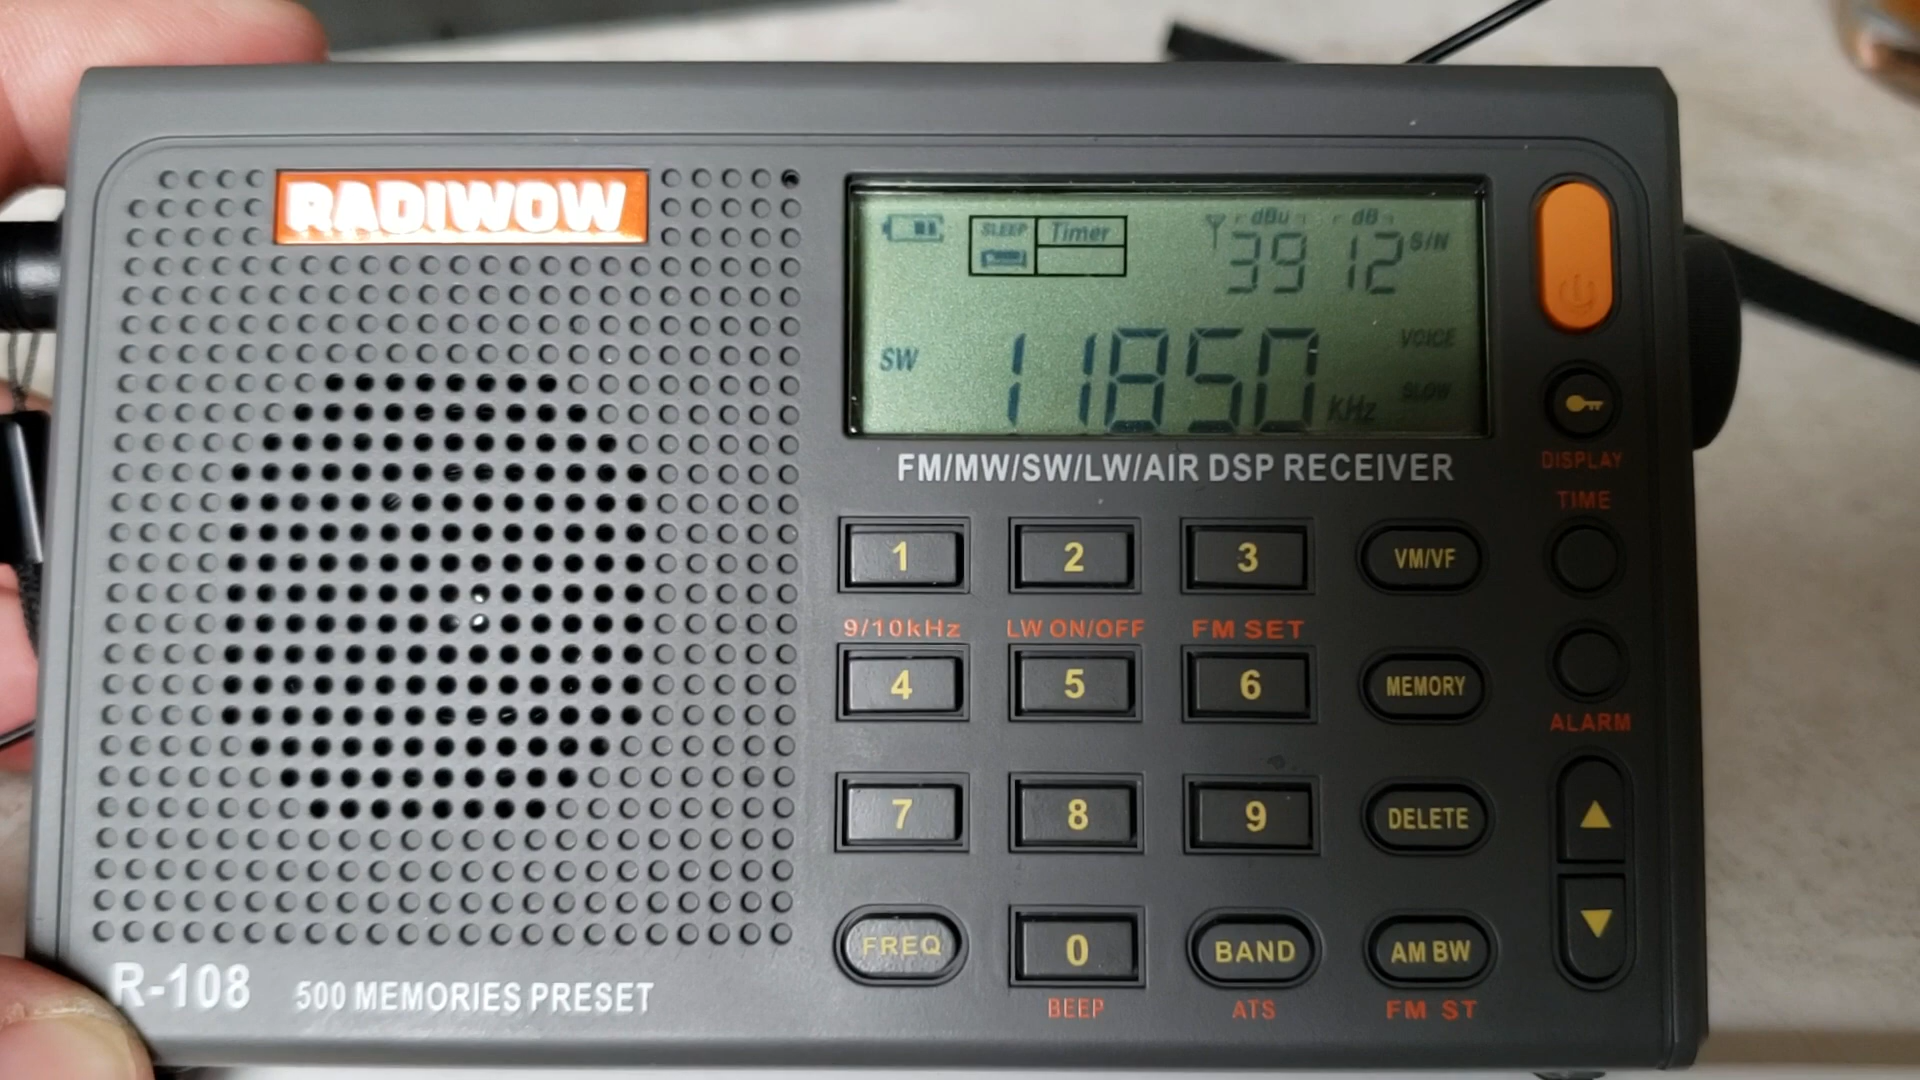 RADIWOW
SLEEP Timer
dBu dB
39 12 S/N
VOICE
SW 11850 KHz
SLOW
FM/MW/SW/LW/AIR DSP RECEIVER
DISPLAY
TIME
1 2 3 VM/VF
9/10kHz LW ON/OFF FM SET
4 5 6 MEMORY
ALARM
7 8 9 DELETE
FREQ 0 BAND AM BW
BEEP ATS FM ST
R-108 500 MEMORIES PRESET